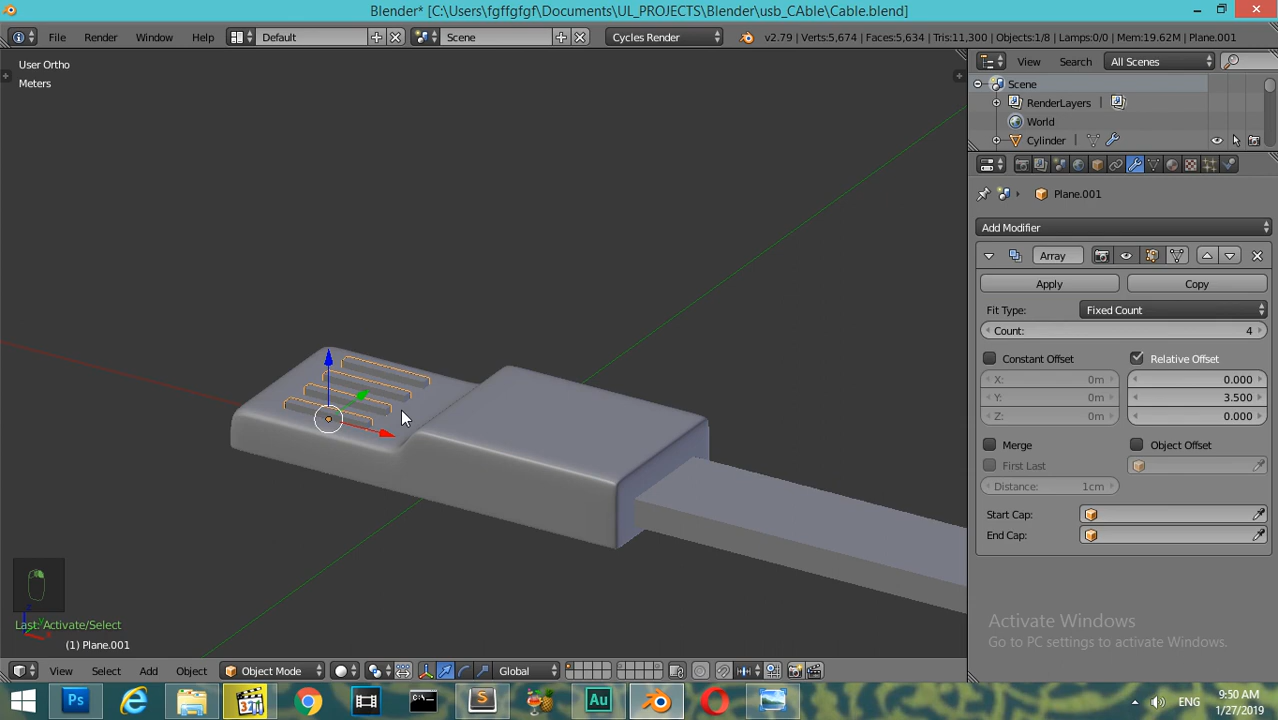 Blender* [C:\Users\fgffgfgf\Documents\UL_PROJECTS\Blender\usb_CAble\Cable.blend]
File Render Window Help Default Scene Cycles Render v2.79 | Verts:5,674 | Faces:5,634 | Tris:11,300 | Objects:1/8 | Lamps:0/0 | Mem:19.62M | Plane.001
User Ortho
Meters
View Search All Scenes
Scene
RenderLayers
World
Cylinder
Plane.001
Add Modifier
Array
Apply Copy
Fit Type: Fixed Count
Count: 4
Constant Offset Relative Offset
X: 0m 0.000
Y: 0m 3.500
Z: 0m 0.000
Merge Object Offset
First Last
Distance: 1cm
Start Cap:
End Cap:
Last: Activate/Select
(1) Plane.001
Activate Windows
Go to PC settings to activate Windows.
View Select Add Object Object Mode Global
Ps Au 321 S ENG
9:50 AM
1/27/2019